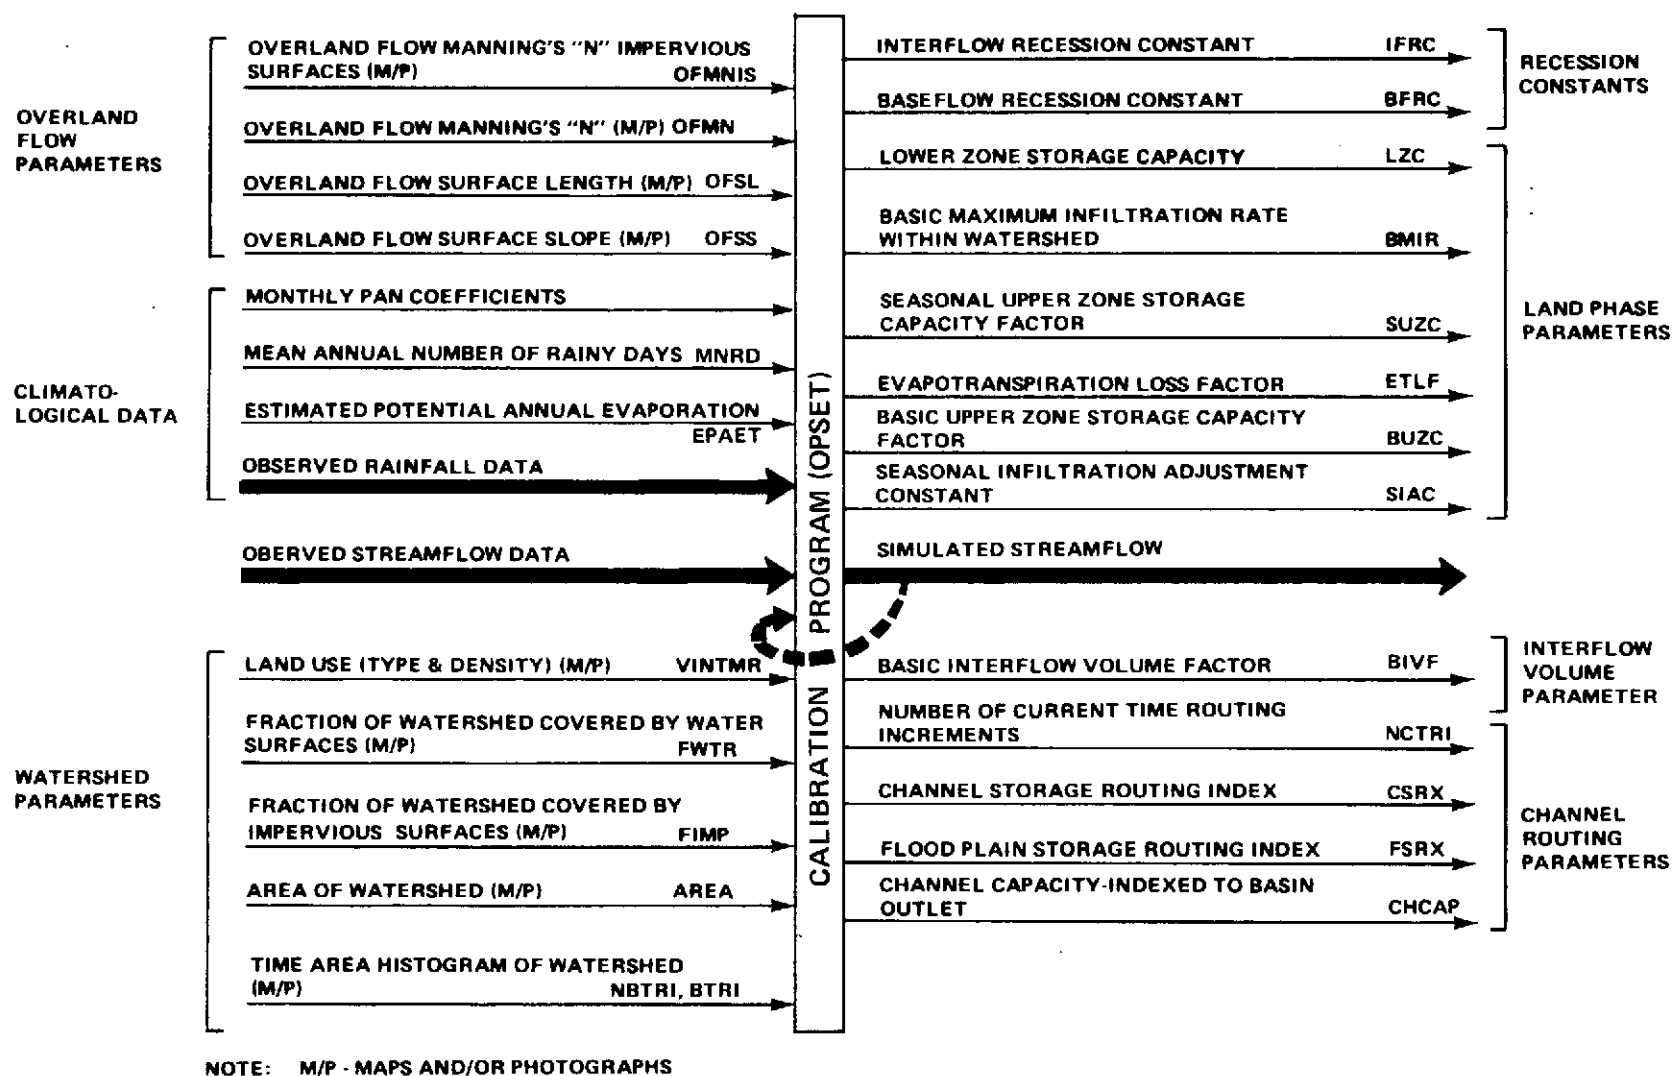 OVERLAND
FLOW
PARAMETERS
OVERLAND FLOW MANNING'S "N" IMPERVIOUS
SURFACES (M/P) OFMNIS
OVERLAND FLOW MANNING'S "N" (M/P) OFMN
OVERLAND FLOW SURFACE LENGTH (M/P) OFSL
OVERLAND FLOW SURFACE SLOPE (M/P) OFSS
CLIMATO-
LOGICAL DATA
MONTHLY PAN COEFFICIENTS
MEAN ANNUAL NUMBER OF RAINY DAYS MNRD
ESTIMATED POTENTIAL ANNUAL EVAPORATION
EPAET
OBSERVED RAINFALL DATA
OBERVED STREAMFLOW DATA
WATERSHED
PARAMETERS
LAND USE (TYPE & DENSITY) (M/P) VINTMR
FRACTION OF WATERSHED COVERED BY WATER
SURFACES (M/P) FWTR
FRACTION OF WATERSHED COVERED BY
IMPERVIOUS SURFACES (M/P) FIMP
AREA OF WATERSHED (M/P) AREA
TIME AREA HISTOGRAM OF WATERSHED
(M/P) NBTRI, BTRI
CALIBRATION PROGRAM (OPSET)
INTERFLOW RECESSION CONSTANT IFRC
BASEFLOW RECESSION CONSTANT BFRC
RECESSION
CONSTANTS
LOWER ZONE STORAGE CAPACITY LZC
BASIC MAXIMUM INFILTRATION RATE
WITHIN WATERSHED BMIR
SEASONAL UPPER ZONE STORAGE
CAPACITY FACTOR SUZC
EVAPOTRANSPIRATION LOSS FACTOR ETLF
BASIC UPPER ZONE STORAGE CAPACITY
FACTOR BUZC
SEASONAL INFILTRATION ADJUSTMENT
CONSTANT SIAC
LAND PHASE
PARAMETERS
SIMULATED STREAMFLOW
BASIC INTERFLOW VOLUME FACTOR BIVF
INTERFLOW
VOLUME
PARAMETER
NUMBER OF CURRENT TIME ROUTING
INCREMENTS NCTRI
CHANNEL STORAGE ROUTING INDEX CSRX
FLOOD PLAIN STORAGE ROUTING INDEX FSRX
CHANNEL CAPACITY-INDEXED TO BASIN
OUTLET CHCAP
CHANNEL
ROUTING
PARAMETERS
NOTE: M/P - MAPS AND/OR PHOTOGRAPHS